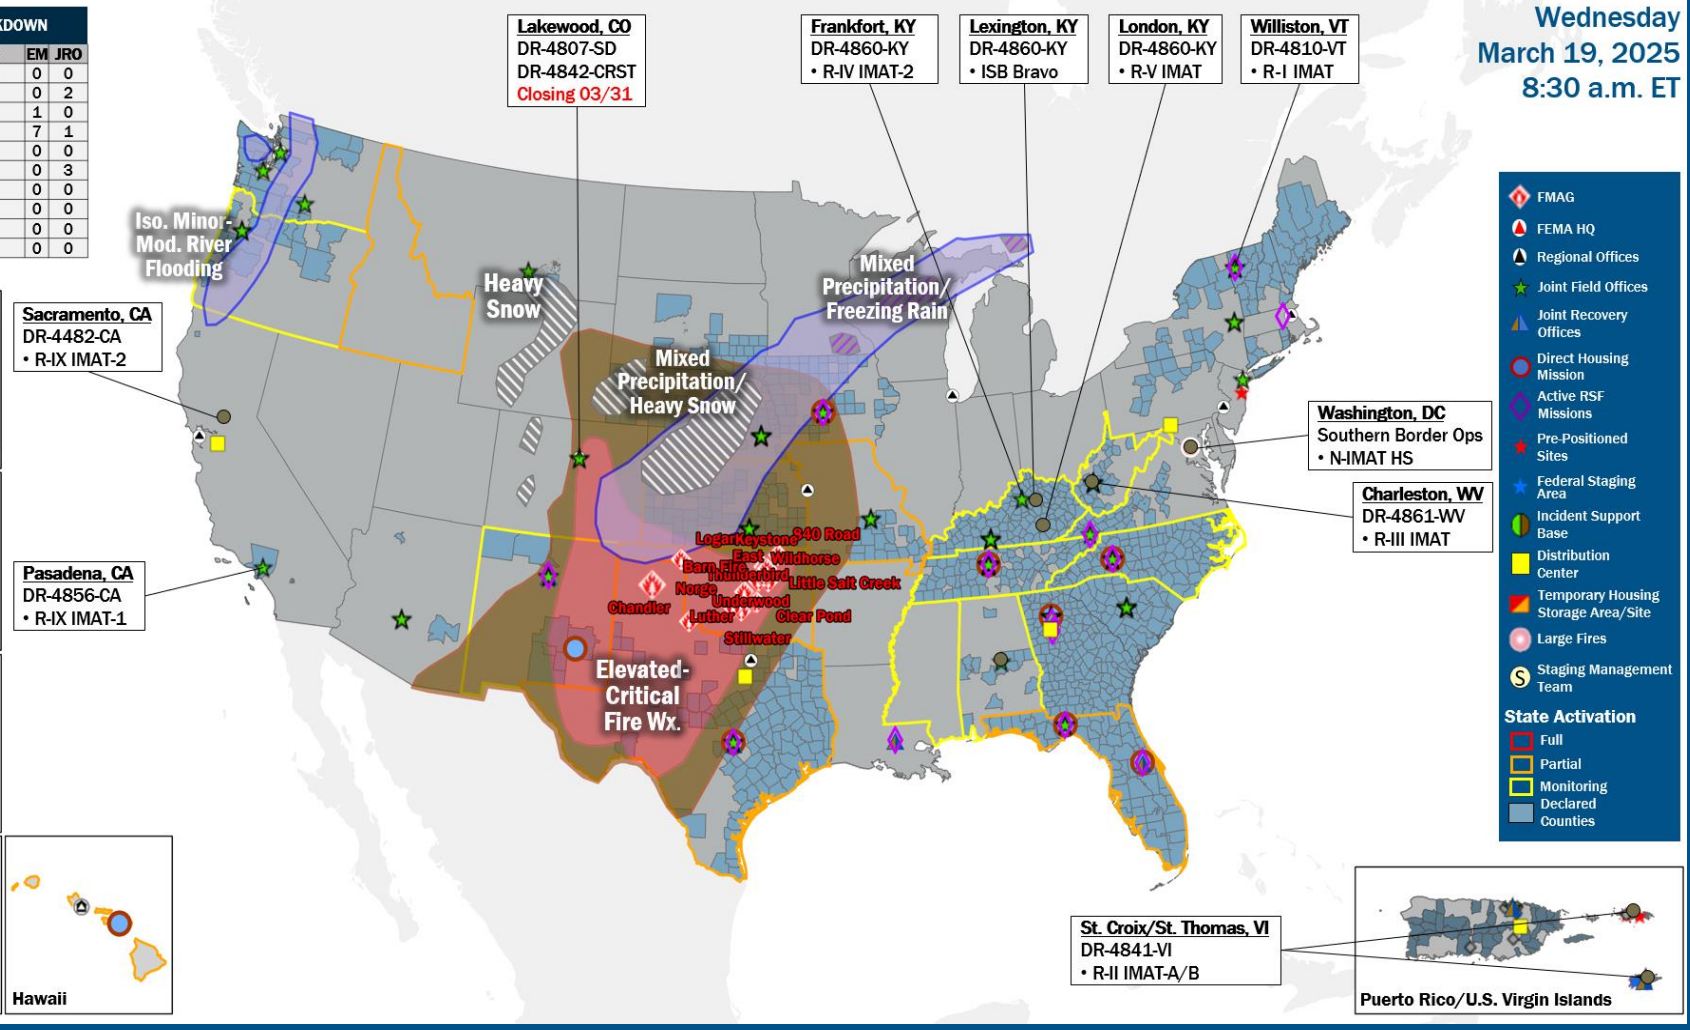 KDOWN
EM JRO
0 0
0 2
1 0
7 1
0 0
0 3
0 0
0 0
0 0
0 0
Wednesday
March 19, 2025
8:30 a.m. ET
Lakewood, CO
DR-4807-SD
DR-4842-CRST
Closing 03/31
Frankfort, KY
DR-4860-KY
• R-IV IMAT-2
Lexington, KY
DR-4860-KY
• ISB Bravo
London, KY
DR-4860-KY
• R-V IMAT
Williston, VT
DR-4810-VT
• R-I IMAT
Iso. Minor-
Mod. River
Flooding
Heavy
Snow
Mixed
Precipitation/
Freezing Rain
Mixed
Precipitation/
Heavy Snow
Sacramento, CA
DR-4482-CA
• R-IX IMAT-2
Pasadena, CA
DR-4856-CA
• R-IX IMAT-1
Washington, DC
Southern Border Ops
• N-IMAT HS
Charleston, WV
DR-4861-WV
• R-III IMAT
Logan
Keystone
840 Road
East
Wildhorse
Barn Fire
Thunderbird
Little Salt Creek
Norge
Underwood
Chandler
Luther
Clear Pond
Stillwater
Elevated-
Critical
Fire Wx.
FMAG
FEMA HQ
Regional Offices
Joint Field Offices
Joint Recovery
Offices
Direct Housing
Mission
Active RSF
Missions
Pre-Positioned
Sites
Federal Staging
Area
Incident Support
Base
Distribution
Center
Temporary Housing
Storage Area/Site
Large Fires
S
Staging Management
Team
State Activation
Full
Partial
Monitoring
Declared
Counties
St. Croix/St. Thomas, VI
DR-4841-VI
• R-II IMAT-A/B
Hawaii
Puerto Rico/U.S. Virgin Islands